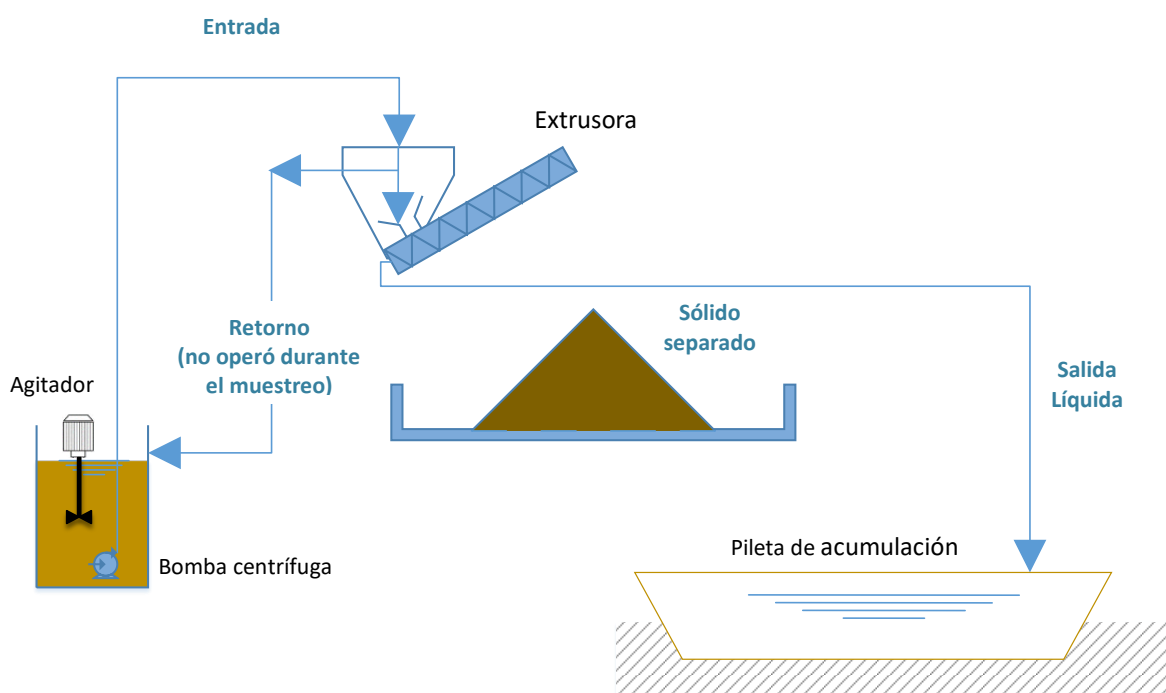 Entrada
Extrusora
Retorno
(no operó durante
el muestreo)
Sólido
separado
Salida
Líquida
Agitador
Bomba centrífuga
Pileta de acumulación